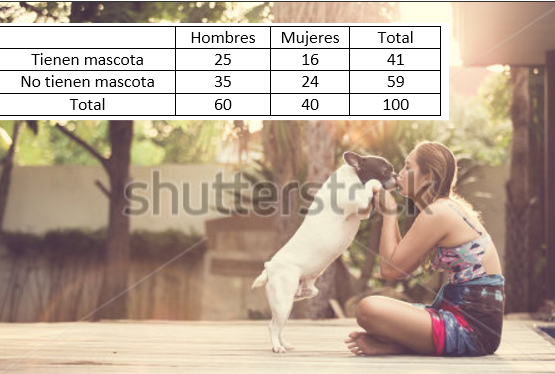 Hombres Mujeres Total
Tienen mascota 25 16 41
No tienen mascota 35 24 59
Total 60 40 100
shutterstock